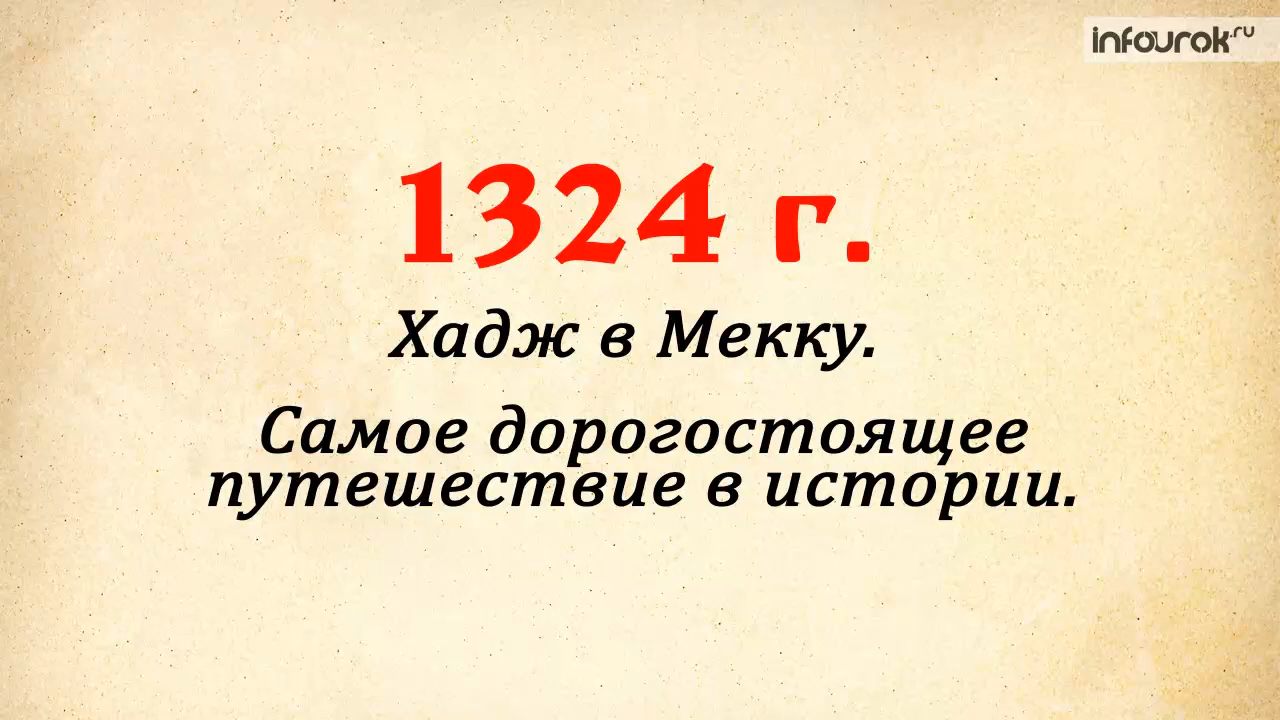 infourok.ru
1324 г.
Хадж в Мекку.
Самое дорогостоящее
путешествие в истории.